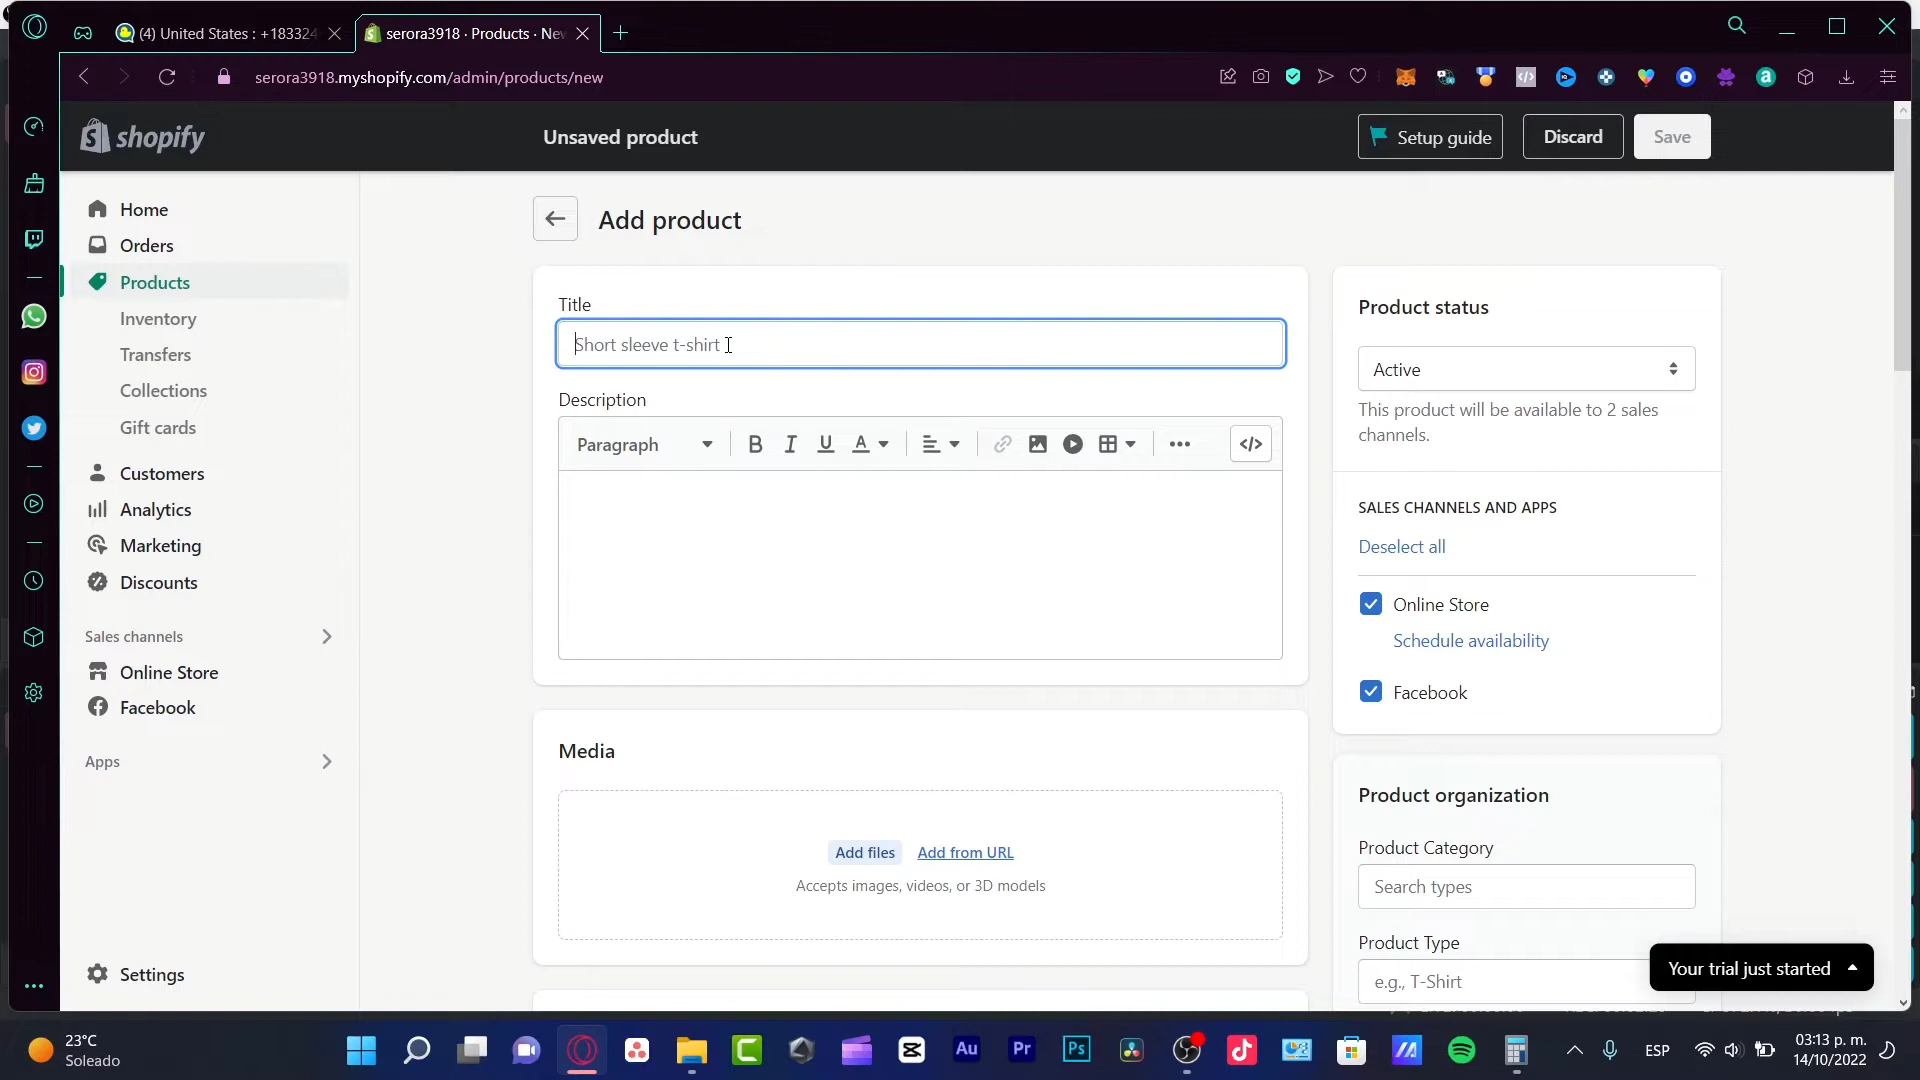 (4) United States : +183324
serora3918 · Products · New
serora3918.myshopify.com/admin/products/new
shopify
Unsaved product
Setup guide
Discard
Save
Home
Orders
Products
Inventory
Transfers
Collections
Gift cards
Customers
Analytics
Marketing
Discounts
Sales channels
Online Store
Facebook
Apps
Settings
Add product
Title
Short sleeve t-shirt
Description
Paragraph
B I U A
Media
Add files Add from URL
Accepts images, videos, or 3D models
Product status
Active
This product will be available to 2 sales
channels.
SALES CHANNELS AND APPS
Deselect all
Online Store
Schedule availability
Facebook
Product organization
Product Category
Search types
Product Type
e.g., T-Shirt
Your trial just started
23°C
Soleado
Au
Pr
Ps
ESP
03:13 p. m.
14/10/2022